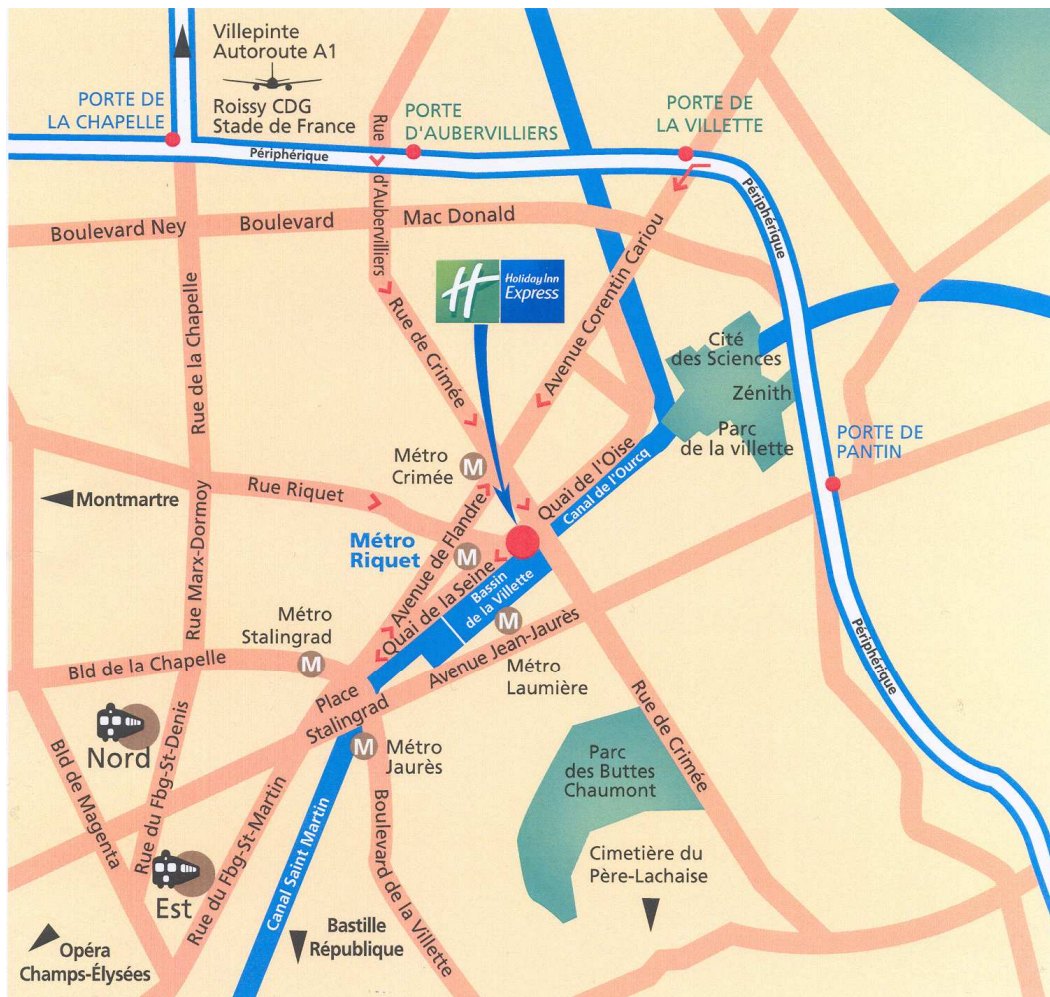 Villepinte
Autoroute A1
PORTE DE
LA CHAPELLE
Roissy CDG
Stade de France
PORTE
D'AUBERVILLIERS
PORTE DE
LA VILLETTE
Rue d'Aubervilliers
Périphérique
Périphérique
Boulevard Ney
Boulevard Mac Donald
Rue de la Chapelle
Holiday Inn
Express
Avenue Corentin Cariou
Rue de Crimée
Cité
des Sciences
Zénith
Parc
de la villette
PORTE DE
PANTIN
Métro
Crimée
M
Quai de l'Oise
Canal de l'Ourcq
Montmartre
Rue Riquet
Rue Marx-Dormoy
Métro
Riquet
M
Avenue de Flandre
Quai de la Seine
Bassin
de la Villette
Métro
Stalingrad
M
M
Métro
Laumière
Avenue Jean-Jaurès
Bld de la Chapelle
Place
Stalingrad
Périphérique
Rue de Crimée
Nord
M
Métro
Jaurès
Parc
des Buttes
Chaumont
Bld de Magenta
Rue du Fbg-St-Denis
Rue du Fbg-St-Martin
Canal Saint Martin
Boulevard de la Villette
Cimetière du
Père-Lachaise
Est
Bastille
République
Opéra
Champs-Élysées